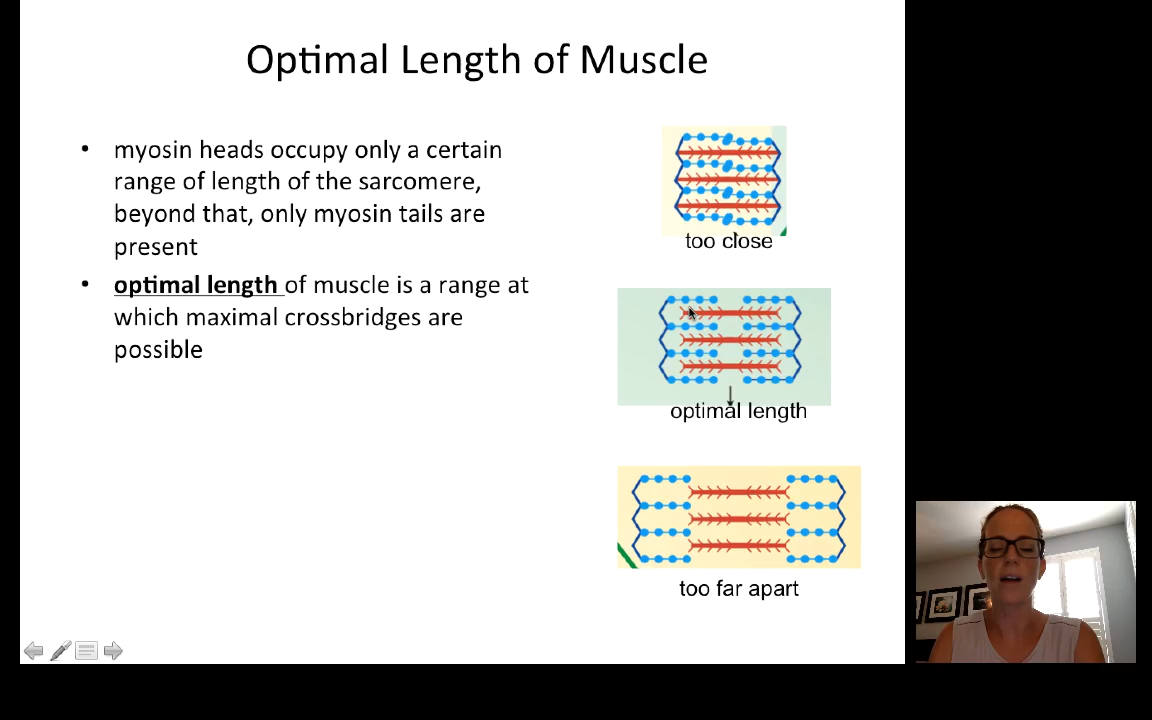 Optimal Length of Muscle
• myosin heads occupy only a certain
range of length of the sarcomere,
beyond that, only myosin tails are
present
• optimal length of muscle is a range at
which maximal crossbridges are
possible
too close
optimal length
too far apart